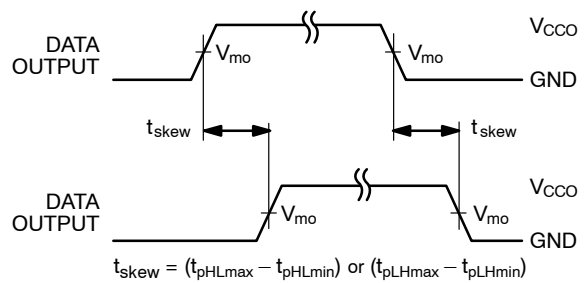 DATA
OUTPUT
V_mo
V_mo
V_CCO
GND
t_skew
t_skew
DATA
OUTPUT
V_mo
V_mo
V_CCO
GND
t_skew = (t_pHLmax – t_pHLmin) or (t_pLHmax – t_pLHmin)